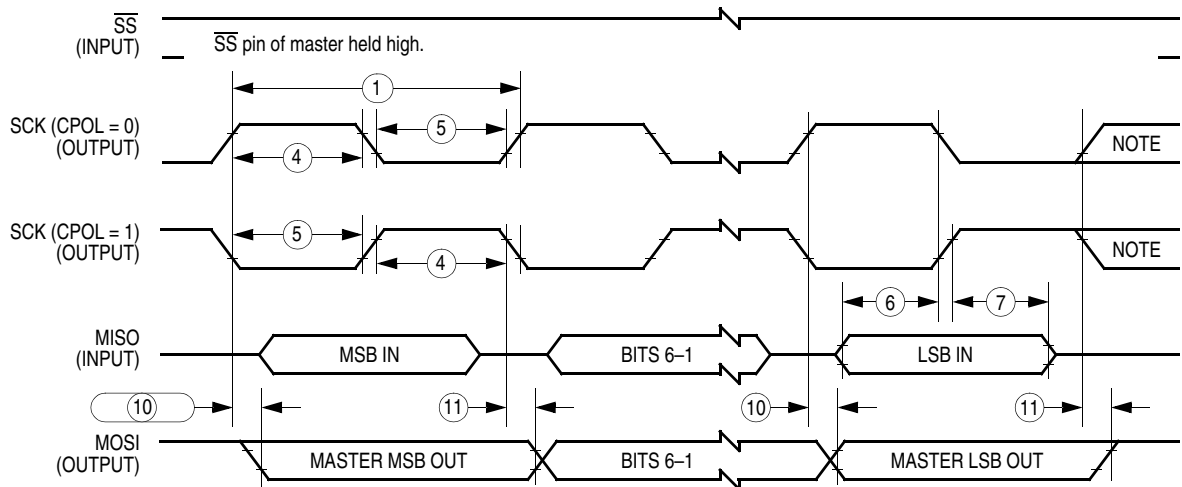 SS
(INPUT)
SS pin of master held high.
1
SCK (CPOL = 0)
(OUTPUT)
5
4
NOTE
SCK (CPOL = 1)
(OUTPUT)
5
4
NOTE
6
7
MISO
(INPUT)
MSB IN
BITS 6–1
LSB IN
10
11
10
11
MOSI
(OUTPUT)
MASTER MSB OUT
BITS 6–1
MASTER LSB OUT